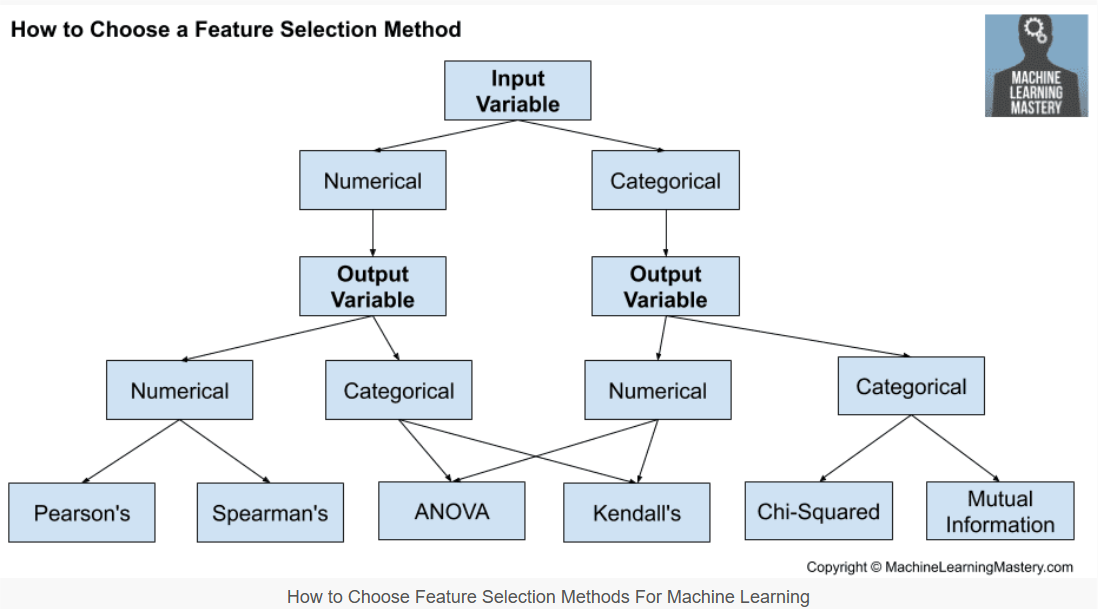 How to Choose a Feature Selection Method
MACHINE
LEARNING
MASTERY
Input
Variable
Numerical
Categorical
Output
Variable
Output
Variable
Numerical
Categorical
Numerical
Categorical
Pearson's
Spearman's
ANOVA
Kendall's
Chi-Squared
Mutual
Information
Copyright © MachineLearningMastery.com
How to Choose Feature Selection Methods For Machine Learning